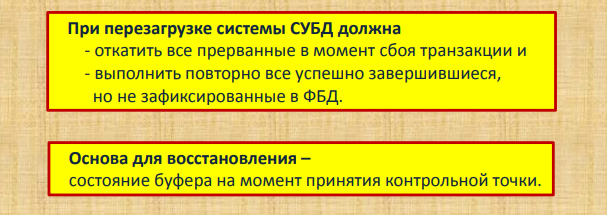 При перезагрузке системы СУБД должна
- откатить все прерванные в момент сбоя транзакции и
- выполнить повторно все успешно завершившиеся,
но не зафиксированные в ФБД.
Основа для восстановления –
состояние буфера на момент принятия контрольной точки.